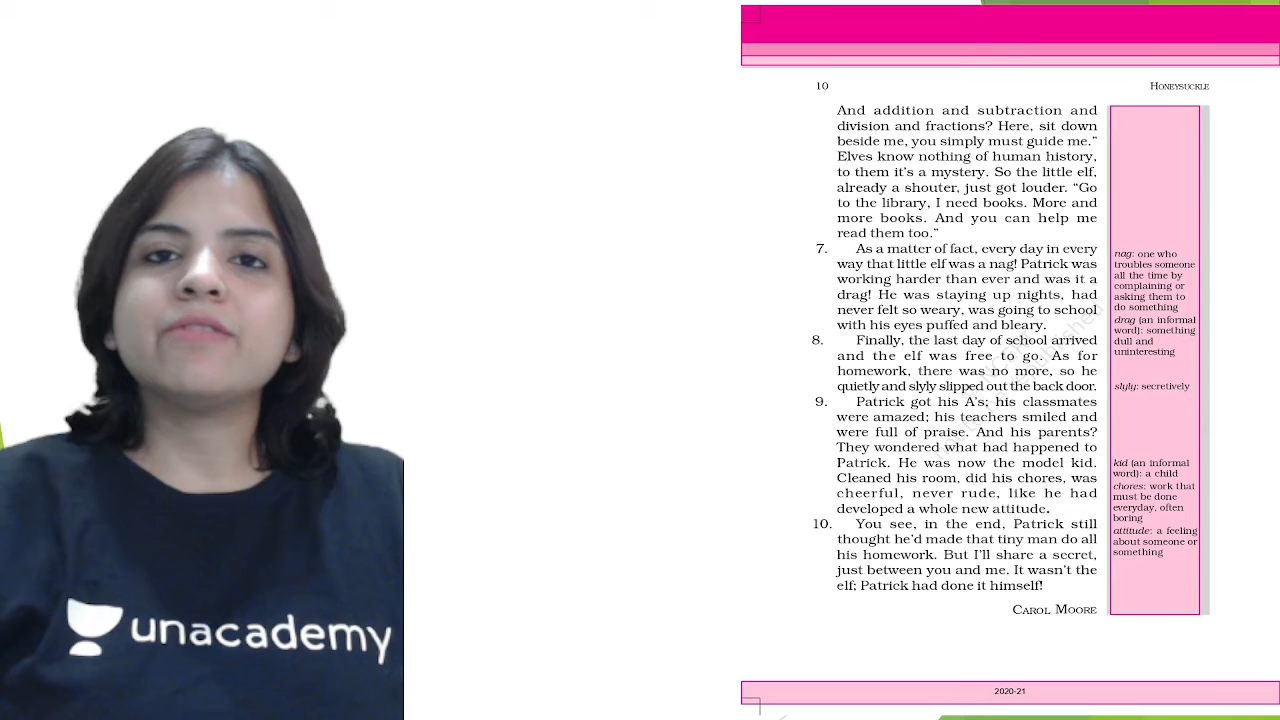 10
HONEYSUCKLE
And addition and subtraction and
division and fractions? Here, sit down
beside me, you simply must guide me.”
Elves know nothing of human history,
to them it's a mystery. So the little elf,
already a shouter, just got louder. “Go
to the library, I need books. More and
more books. And you can help me
read them too.”
7. As a matter of fact, every day in every
way that little elf was a nag! Patrick was
working harder than ever and was it a
drag! He was staying up nights, had
never felt so weary, was going to school
with his eyes puffed and bleary.
8. Finally, the last day of school arrived
and the elf was free to go. As for
homework, there was no more, so he
quietly and slyly slipped out the back door.
9. Patrick got his A's; his classmates
were amazed; his teachers smiled and
were full of praise. And his parents?
They wondered what had happened to
Patrick. He was now the model kid.
Cleaned his room, did his chores, was
cheerful, never rude, like he had
developed a whole new attitude.
10. You see, in the end, Patrick still
thought he'd made that tiny man do all
his homework. But I'll share a secret,
just between you and me. It wasn't the
elf; Patrick had done it himself!
CAROL MOORE
nag: one who
troubles someone
all the time by
complaining or
asking them to
do something
drag (an informal
word): something
dull and
uninteresting
slyly: secretively
kid (an informal
word): a child
chores: work that
must be done
everyday, often
boring
attitude: a feeling
about someone or
something
2020-21
unacademy